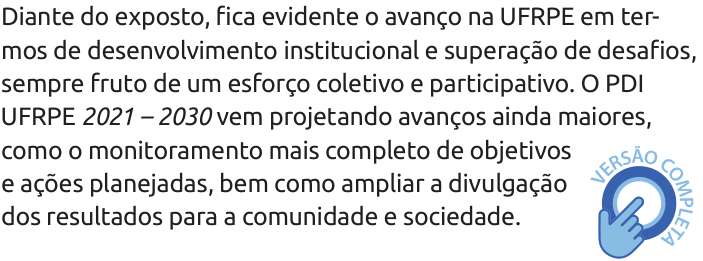 Diante do exposto, fica evidente o avanço na UFRPE em ter-
mos de desenvolvimento institucional e superação de desafios,
sempre fruto de um esforço coletivo e participativo. O PDI
UFRPE 2021 – 2030 vem projetando avanços ainda maiores,
como o monitoramento mais completo de objetivos
e ações planejadas, bem como ampliar a divulgação
dos resultados para a comunidade e sociedade.
VERSÃO COMPLETA